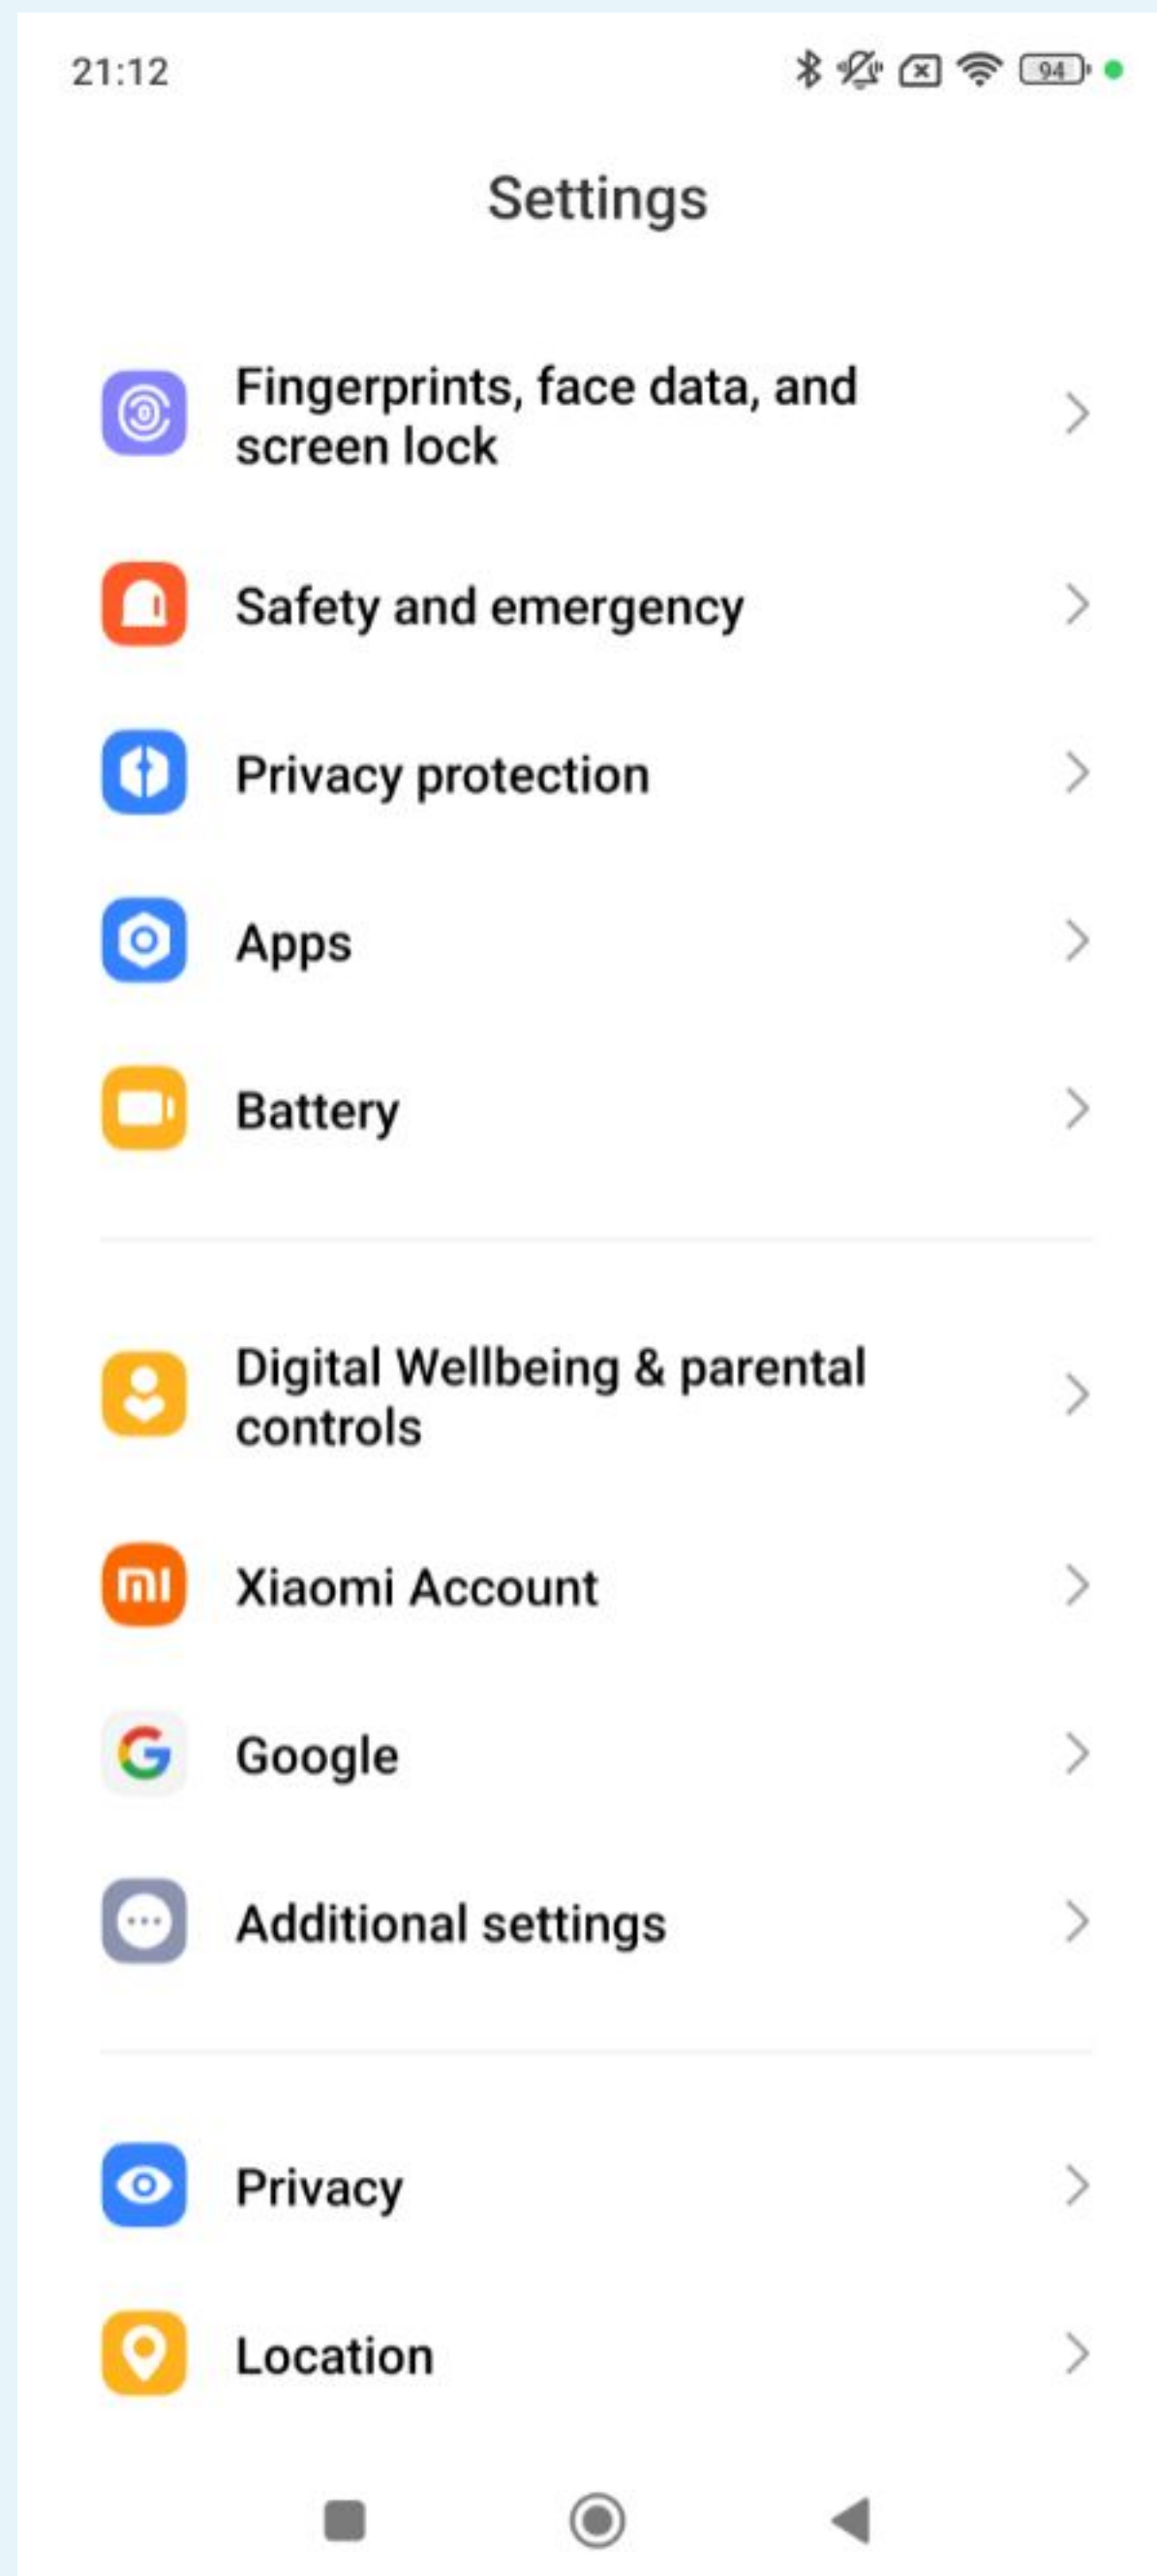 21:12
94
Settings
Fingerprints, face data, and
screen lock
Safety and emergency
Privacy protection
Apps
Battery
Digital Wellbeing & parental
controls
mi
Xiaomi Account
G
Google
Additional settings
Privacy
Location